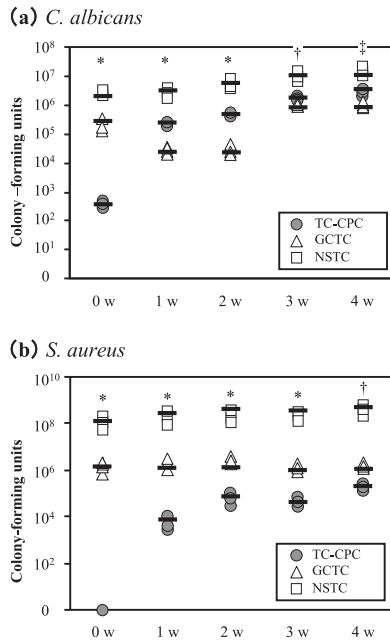 (a) C. albicans
Colony –forming units
10⁸
10⁷
10⁶
10⁵
10⁴
10³
10²
10¹
0
* * * † † ‡
TC-CPC
GCTC
NSTC
0 w 1 w 2 w 3 w 4 w
(b) S. aureus
Colony-forming units
10¹⁰
10⁸
10⁶
10⁴
10²
0
* * * * †
TC-CPC
GCTC
NSTC
0 w 1 w 2 w 3 w 4 w